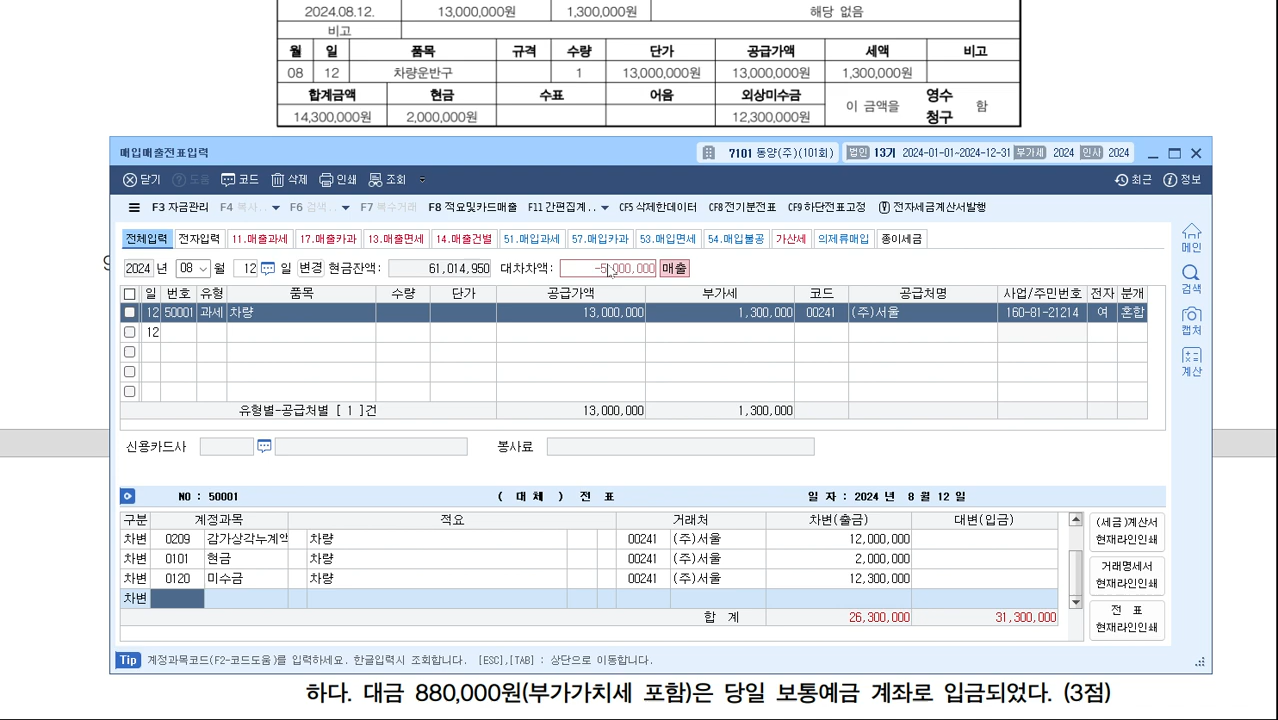 2024.08.12. 13,000,000원 1,300,000원 해당 없음
비고
월 일 품목 규격 수량 단가 공급가액 세액 비고
08 12 차량운반구 1 13,000,000원 13,000,000원 1,300,000원
합계금액 현금 수표 어음 외상미수금 이 금액을 영수 청구 함
14,300,000원 2,000,000원 12,300,000원
매입매출전표입력 7101 동양(주)(101회) 법인 13기 2024-01-01~2024-12-31 부가세 2024 인사 2024
닫기 도움 코드 삭제 인쇄 조회 최근 정보
F3 자금관리 F4 복사.. F6 검색.. F7 복수거래 F8 적요및카드매출 F11 간편집계.. CF5 삭제한데이터 CF8 전기분전표 CF9 하단전표고정 전자세금계산서발행
전체입력 전자입력 11.매출과세 17.매출카과 13.매출면세 14.매출건별 51.매입과세 57.매입카과 53.매입면세 54.매입불공 가산세 의제류매입 종이세금
2024 년 08 월 12 일 변경 현금잔액: 61,014,950 대차차액: -5,000,000 매출
일 번호 유형 품목 수량 단가 공급가액 부가세 코드 공급처명 사업/주민번호 전자 분개
12 50001 과세 차량 13,000,000 1,300,000 00241 (주)서울 160-81-21214 여 혼합
12
유형별-공급처별 [ 1 ]건 13,000,000 1,300,000
신용카드사 봉사료
NO : 50001 ( 대 체 ) 전 표 일 자 : 2024 년 8 월 12 일
구분 계정과목 적요 거래처 차변(출금) 대변(입금)
차변 0209 감가상각누계액 차량 00241 (주)서울 12,000,000
차변 0101 현금 차량 00241 (주)서울 2,000,000
차변 0120 미수금 차량 00241 (주)서울 12,300,000
차변
합 계 26,300,000 31,300,000
메인
검색
캡처
계산
(세금)계산서
현재라인인쇄
거래명세서
현재라인인쇄
전 표
현재라인인쇄
Tip 계정과목코드(F2-코드도움)를 입력하세요. 한글입력시 조회합니다. [ESC],[TAB] : 상단으로 이동합니다.
하다. 대금 880,000원(부가가치세 포함)은 당일 보통예금 계좌로 입금되었다. (3점)